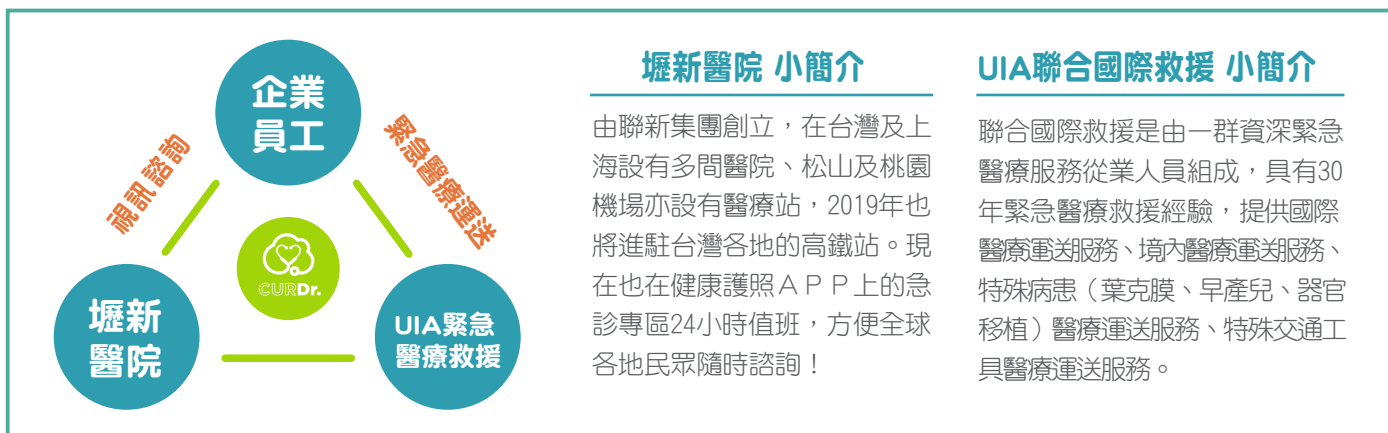 企業
員工
視訊諮詢
緊急醫療運送
CURDr.
壢新
醫院
UIA緊急
醫療救援
壢新醫院 小簡介
由聯新集團創立，在台灣及上
海設有多間醫院、松山及桃園
機場亦設有醫療站，2019年也
將進駐台灣各地的高鐵站。現
在也在健康護照ＡＰＰ上的急
診專區24小時值班，方便全球
各地民眾隨時諮詢！
UIA聯合國際救援 小簡介
聯合國際救援是由一群資深緊急
醫療服務從業人員組成，具有30
年緊急醫療救援經驗，提供國際
醫療運送服務、境內醫療運送服務、
特殊病患（葉克膜、早產兒、器官
移植）醫療運送服務、特殊交通工
具醫療運送服務。